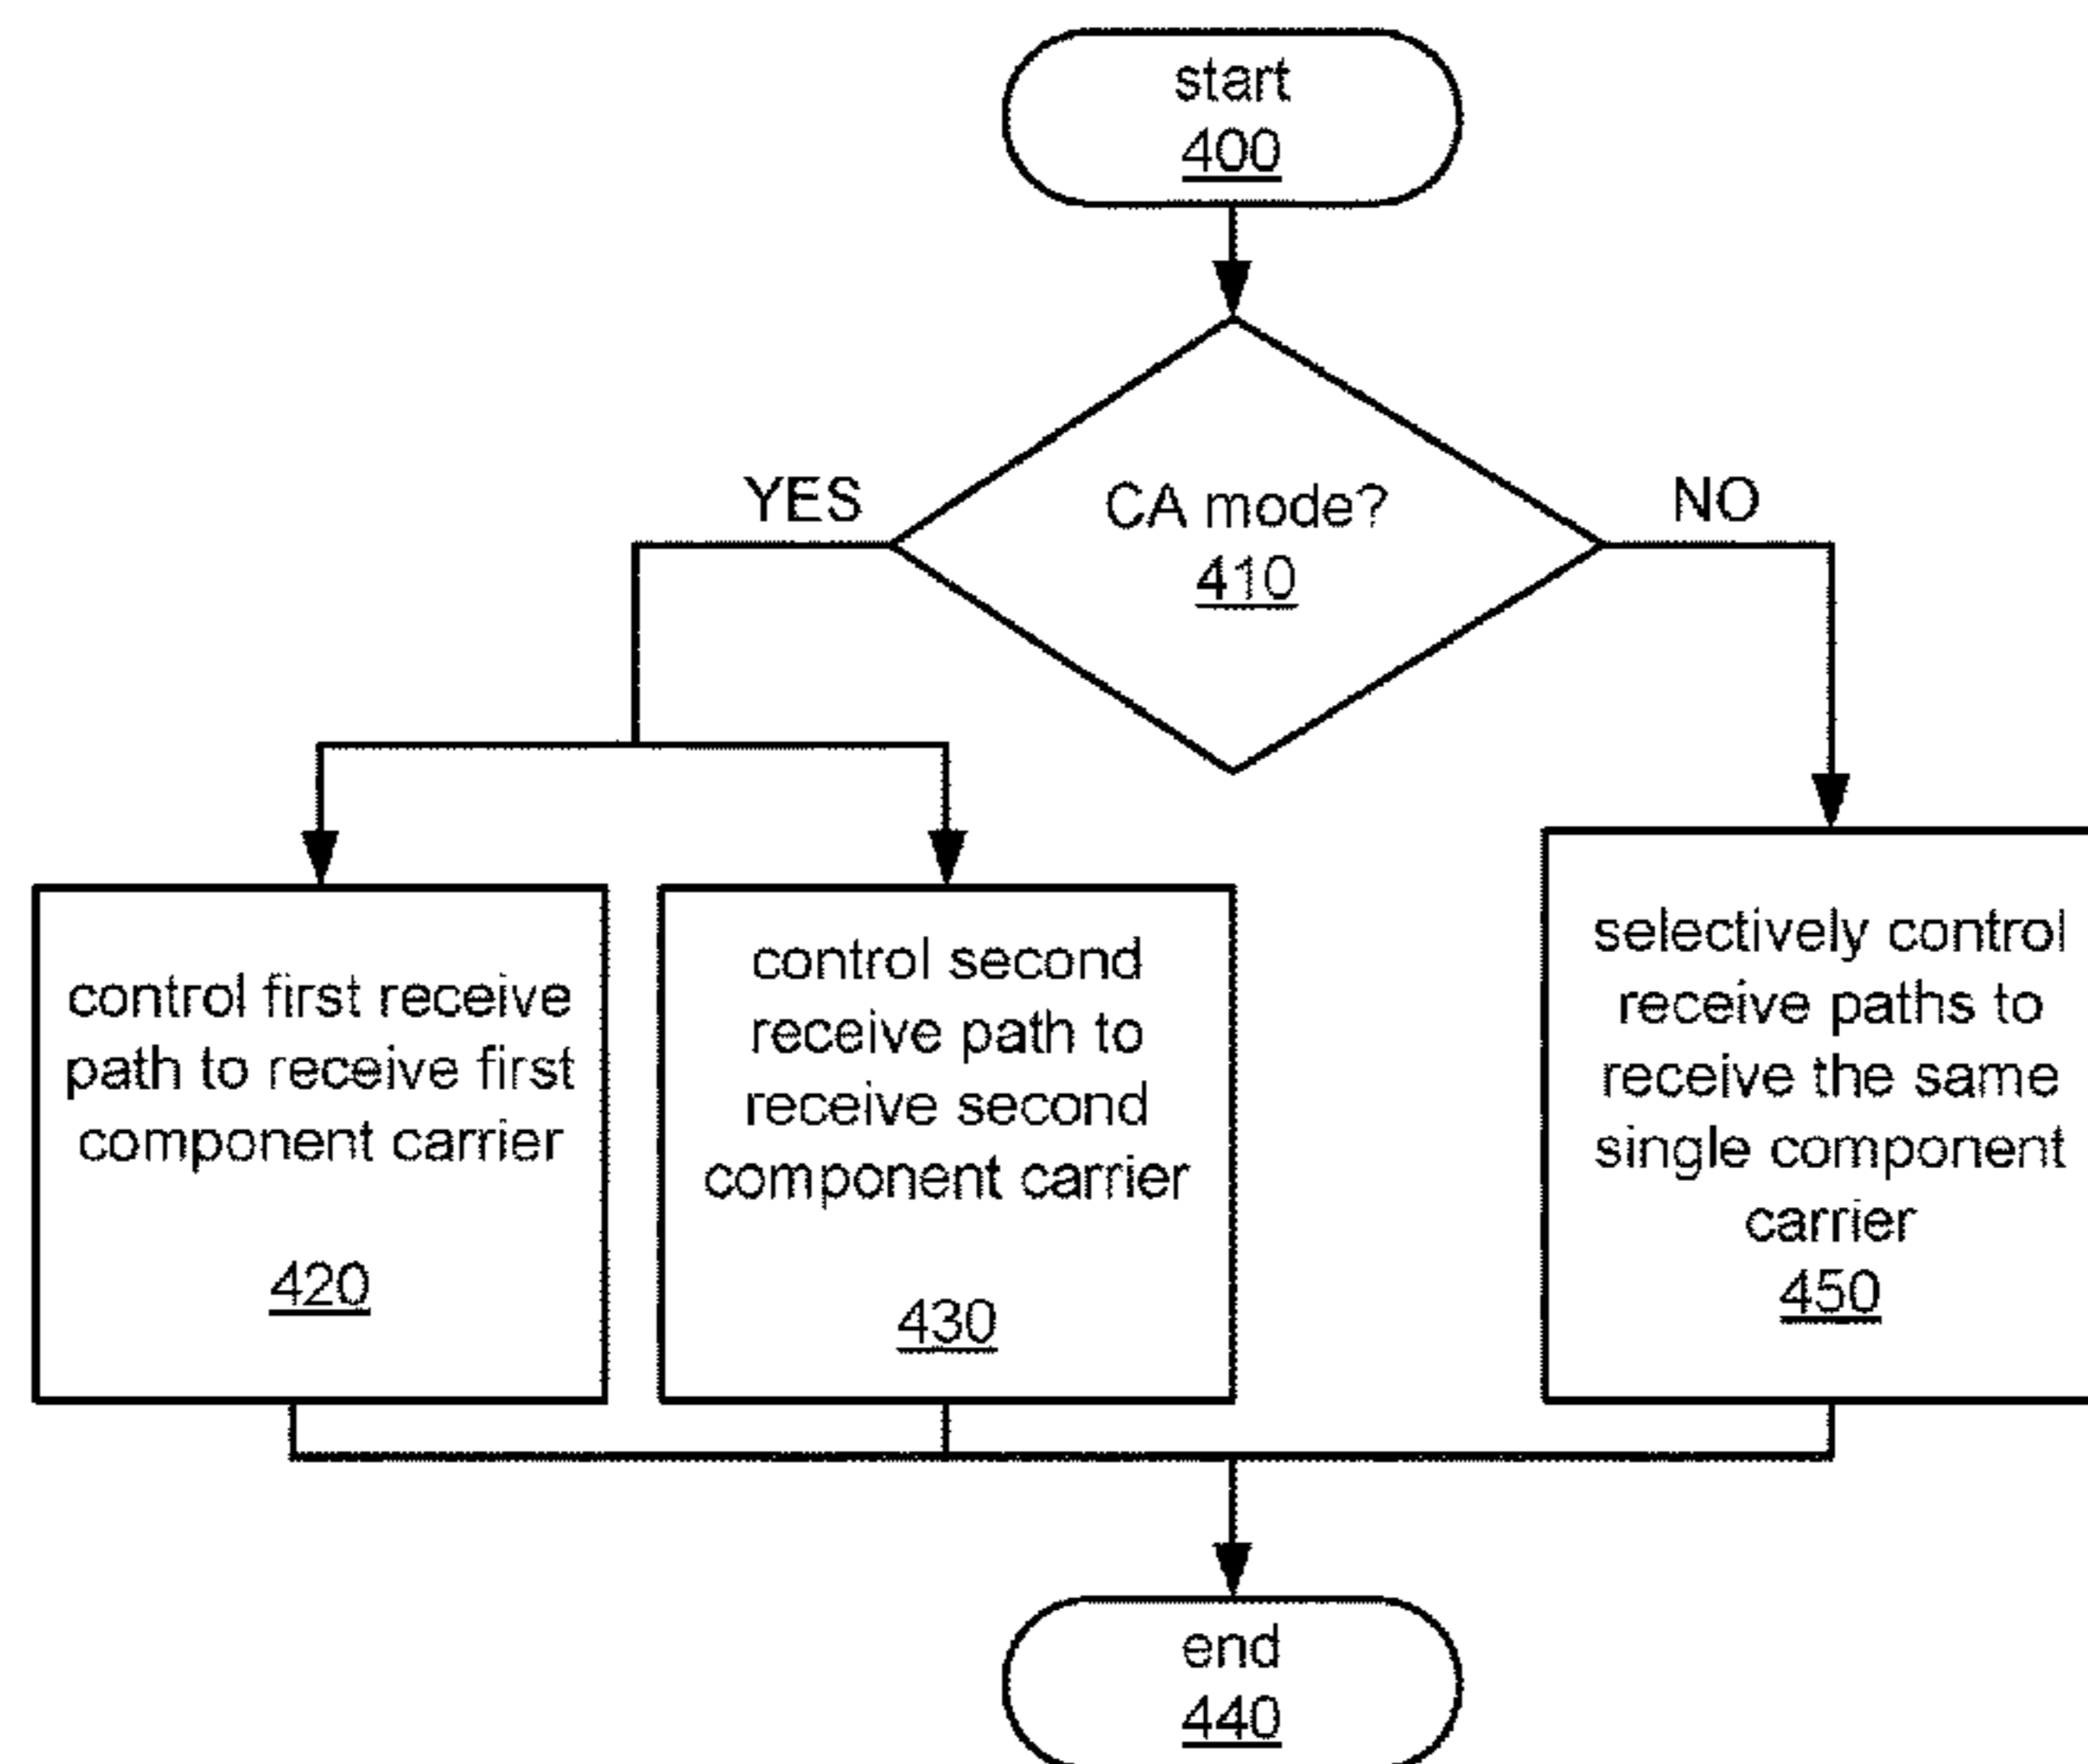 start
400
CA mode?
410
YES
NO
control first receive
path to receive first
component carrier
420
control second
receive path to
receive second
component carrier
430
selectively control
receive paths to
receive the same
single component
carrier
450
end
440